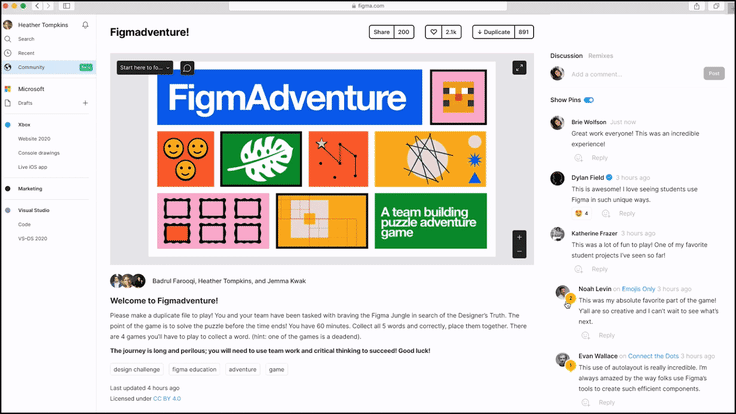 figma.com
Heather Tompkins
Search
Recent
Community
Microsoft
Drafts
Xbox
Website 2020
Console drawings
Live iOS app
Marketing
Visual Studio
Code
VS-DS 2020
Figmadventure!
Share 200
2.1k
Duplicate 891
Start here to fo...
FigmAdventure
A team building
puzzle adventure
game
Badrul Farooqi, Heather Tompkins, and Jemma Kwak
Welcome to Figmadventure!
Please make a duplicate file to play! You and your team have been tasked with braving the Figma Jungle in search of the Designer's Truth. The
point of the game is to solve the puzzle before the time ends! You have 60 minutes. Collect all 5 words and correctly, place them together. There
are 4 games you'll have to play to collect a word. (hint: one of the games is a deadend).
The journey is long and perilous; you will need to use team work and critical thinking to succeed! Good luck!
design challenge
figma education
adventure
game
Last updated 4 hours ago
Licensed under CC BY 4.0
Discussion Remixes
Add a comment...
Post
Show Pins
Brie Wolfson Just now
Great work everyone! This was an incredible
experience!
Reply
Dylan Field 3 hours ago
This is awesome! I love seeing students use
Figma in such unique ways.
4
Reply
Katherine Frazer 3 hours ago
This was a lot of fun to play! One of my favorite
student projects I've seen so far!
Reply
Noah Levin on Emojis Only 3 hours ago
2
This was my absolute favorite part of the game!
Y'all are so creative and I can't wait to see what's
next.
Reply
Evan Wallace on Connect the Dots 3 hours ago
This use of autolayout is really incredible. I'm
always amazed by the way folks use Figma's
tools to create such efficient components.
Reply